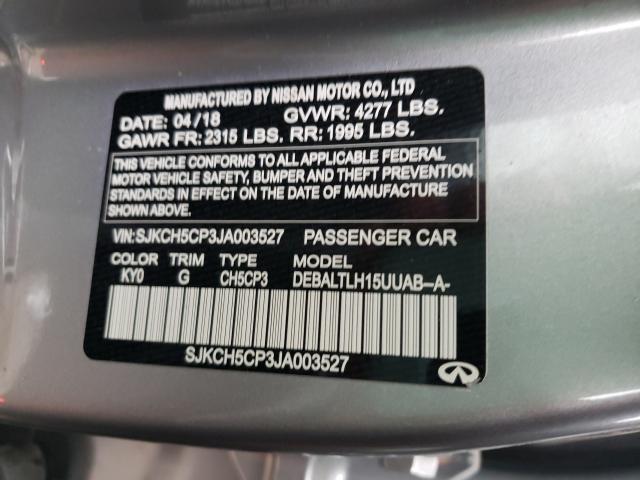 MANUFACTURED BY NISSAN MOTOR CO., LTD
DATE: 04/18 GVWR: 4277 LBS.
GAWR FR: 2315 LBS. RR: 1995 LBS.
THIS VEHICLE CONFORMS TO ALL APPLICABLE FEDERAL
MOTOR VEHICLE SAFETY, BUMPER AND THEFT PREVENTION
STANDARDS IN EFFECT ON THE DATE OF MANUFACTURE
SHOWN ABOVE.
VIN:SJKCH5CP3JA003527 PASSENGER CAR
COLOR TRIM TYPE MODEL
KY0 G CH5CP3 DEBALTLH15UUAB-A-
SJKCH5CP3JA003527